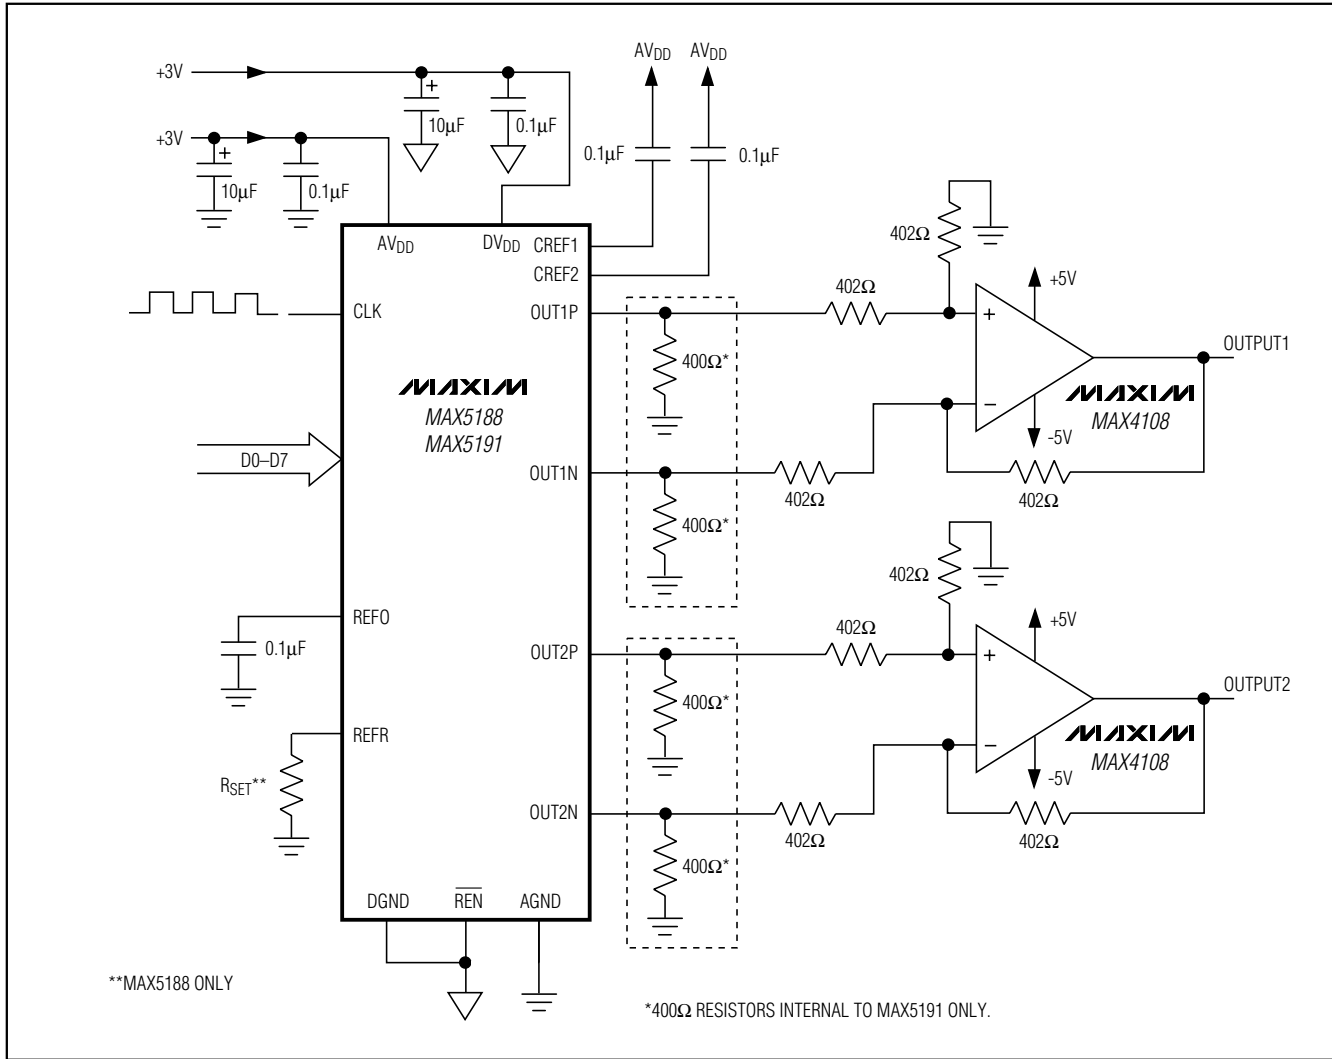 AVDD AVDD
+3V
+
10μF
0.1μF
0.1μF
0.1μF
+3V
+
10μF
0.1μF
AVDD
DVDD
CREF1
CREF2
402Ω
+5V
CLK
OUT1P
402Ω
+
OUTPUT1
400Ω*
MAXIM
MAX5188
MAX5191
MAXIM
MAX4108
−
-5V
D0–D7
OUT1N
402Ω
402Ω
400Ω*
402Ω
+5V
REFO
0.1μF
OUT2P
402Ω
+
OUTPUT2
400Ω*
REFR
MAXIM
MAX4108
−
-5V
RSET**
OUT2N
402Ω
402Ω
400Ω*
DGND
REN
AGND
**MAX5188 ONLY
*400Ω RESISTORS INTERNAL TO MAX5191 ONLY.